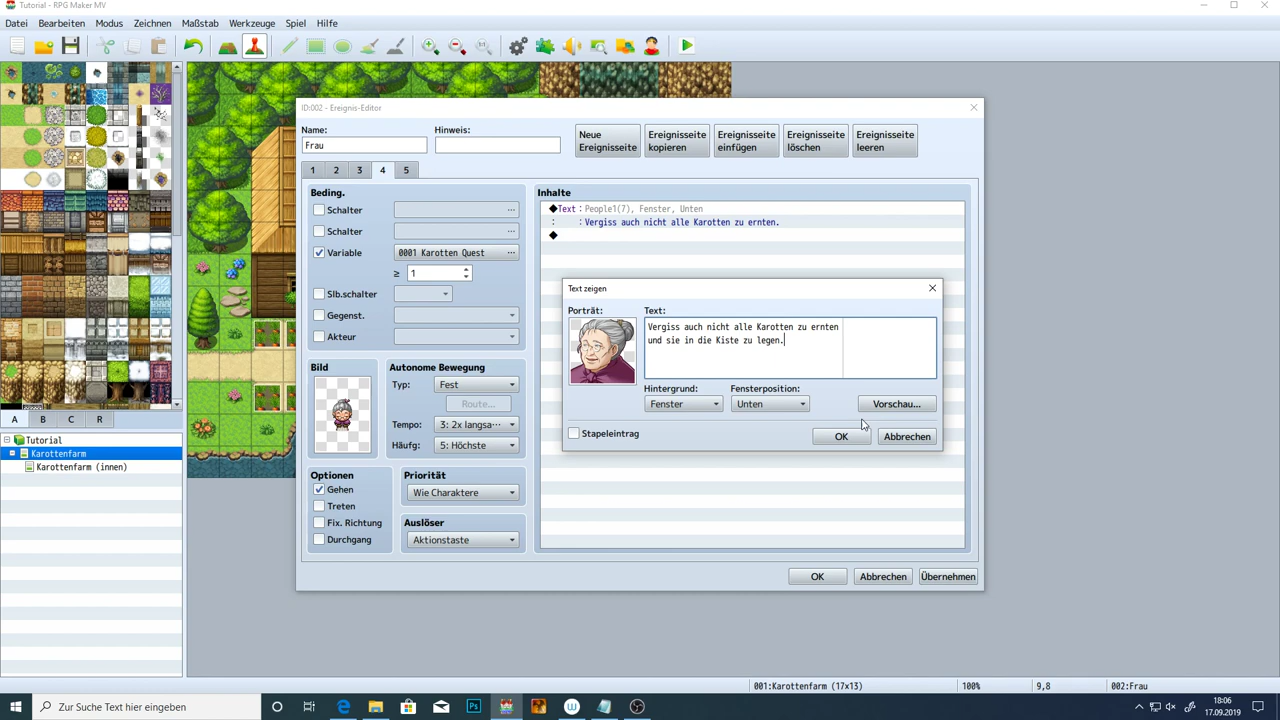 Tutorial - RPG Maker MV
Datei Bearbeiten Modus Zeichnen Maßstab Werkzeuge Spiel Hilfe
ID:002 - Ereignis-Editor
Name:
Frau
Hinweis:
Neue Ereignisseite
Ereignisseite kopieren
Ereignisseite einfügen
Ereignisseite löschen
Ereignisseite leeren
1 2 3 4 5
Beding.
Schalter
Schalter
Variable 0001 Karotten Quest ...
≥ 1
Slb.schalter
Gegenst.
Akteur
Bild
Autonome Bewegung
Typ: Fest
Route...
Tempo: 3: 2x langsa...
Häufg: 5: Höchste
Optionen
Gehen
Treten
Fix. Richtung
Durchgang
Priorität
Wie Charaktere
Auslöser
Aktionstaste
Inhalte
◆Text : People1(7), Fenster, Unten
: : Vergiss auch nicht alle Karotten zu ernten.
◆
Text zeigen
Porträt:
Text:
Vergiss auch nicht alle Karotten zu ernten
und sie in die Kiste zu legen.
Hintergrund:
Fenster
Fensterposition:
Unten
Vorschau...
Stapeleintrag
OK Abbrechen
OK Abbrechen Übernehmen
A B C R
Tutorial
Karottenfarm
Karottenfarm (innen)
001:Karottenfarm (17×13) 100% 9,8 002:Frau
Zur Suche Text hier eingeben
18:06
17.09.2019